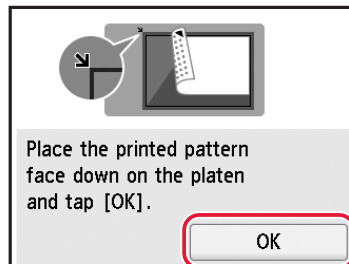 Place the printed pattern
face down on the platen
and tap [OK].
OK